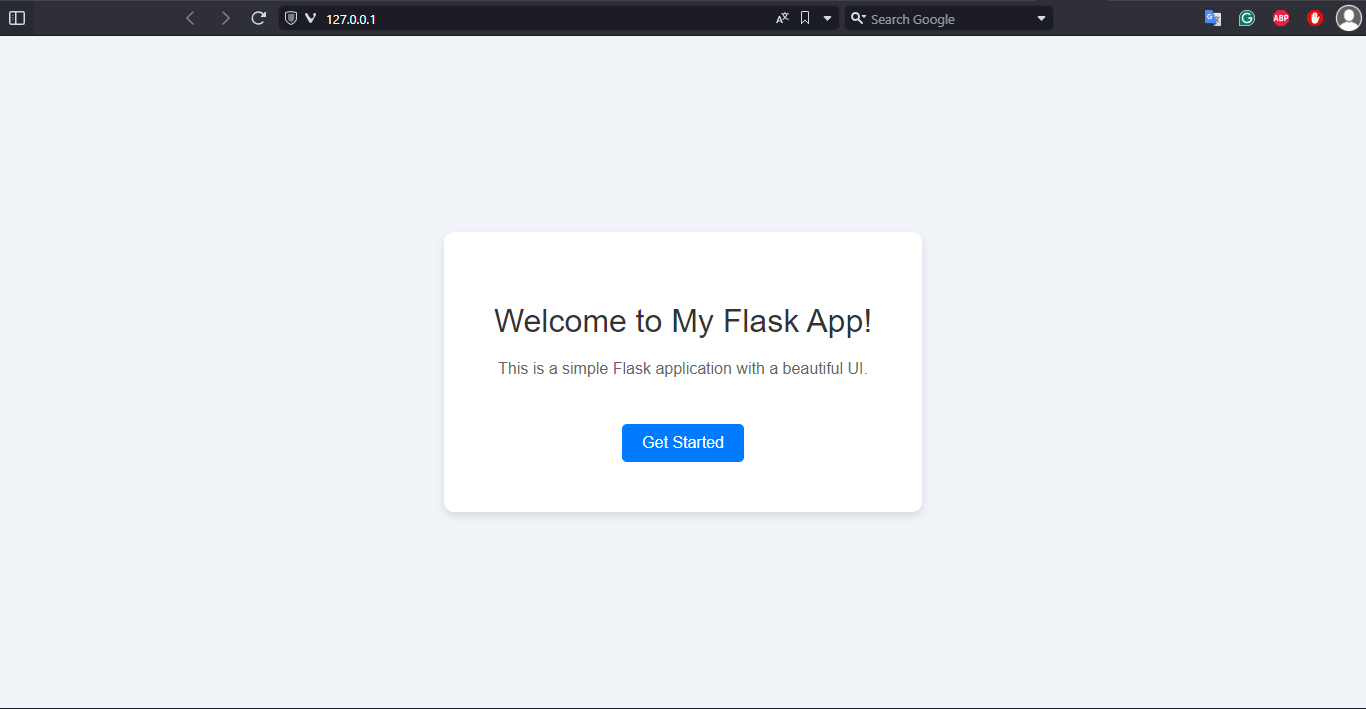 127.0.0.1
Search Google
ABP
Welcome to My Flask App!
This is a simple Flask application with a beautiful UI.
Get Started